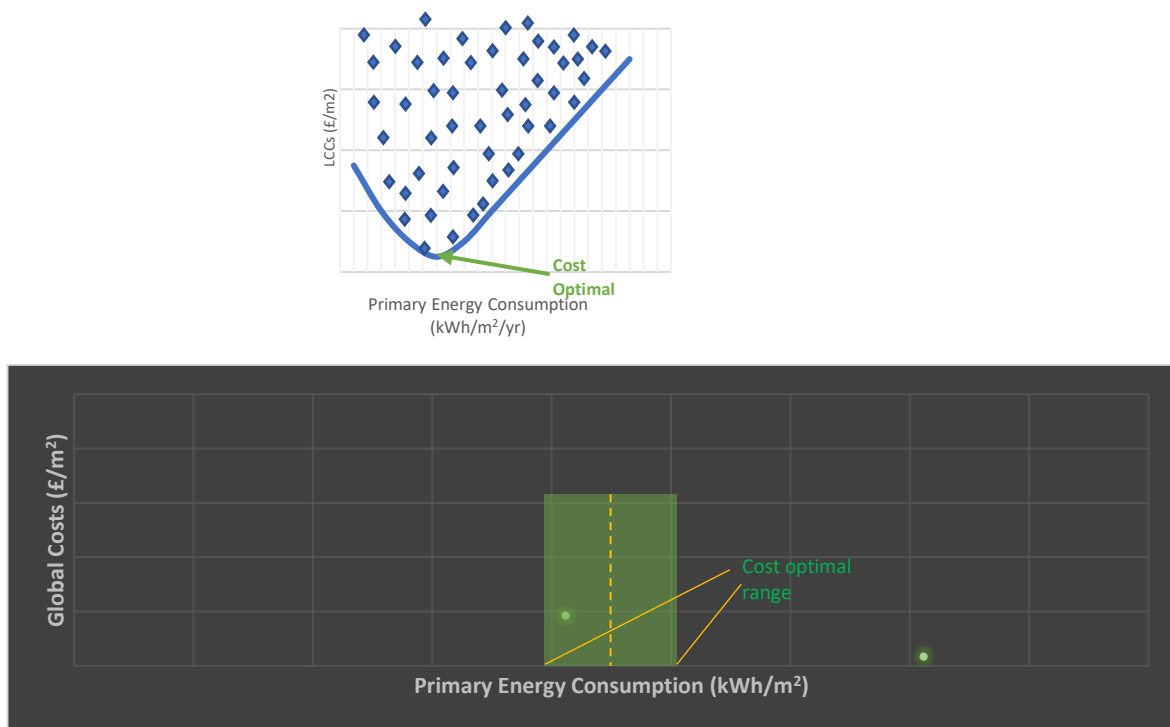 LCCs (£/m2)
Cost
Optimal
Primary Energy Consumption
(kWh/m²/yr)
Global Costs (£/m²)
Cost optimal
range
Primary Energy Consumption (kWh/m²)